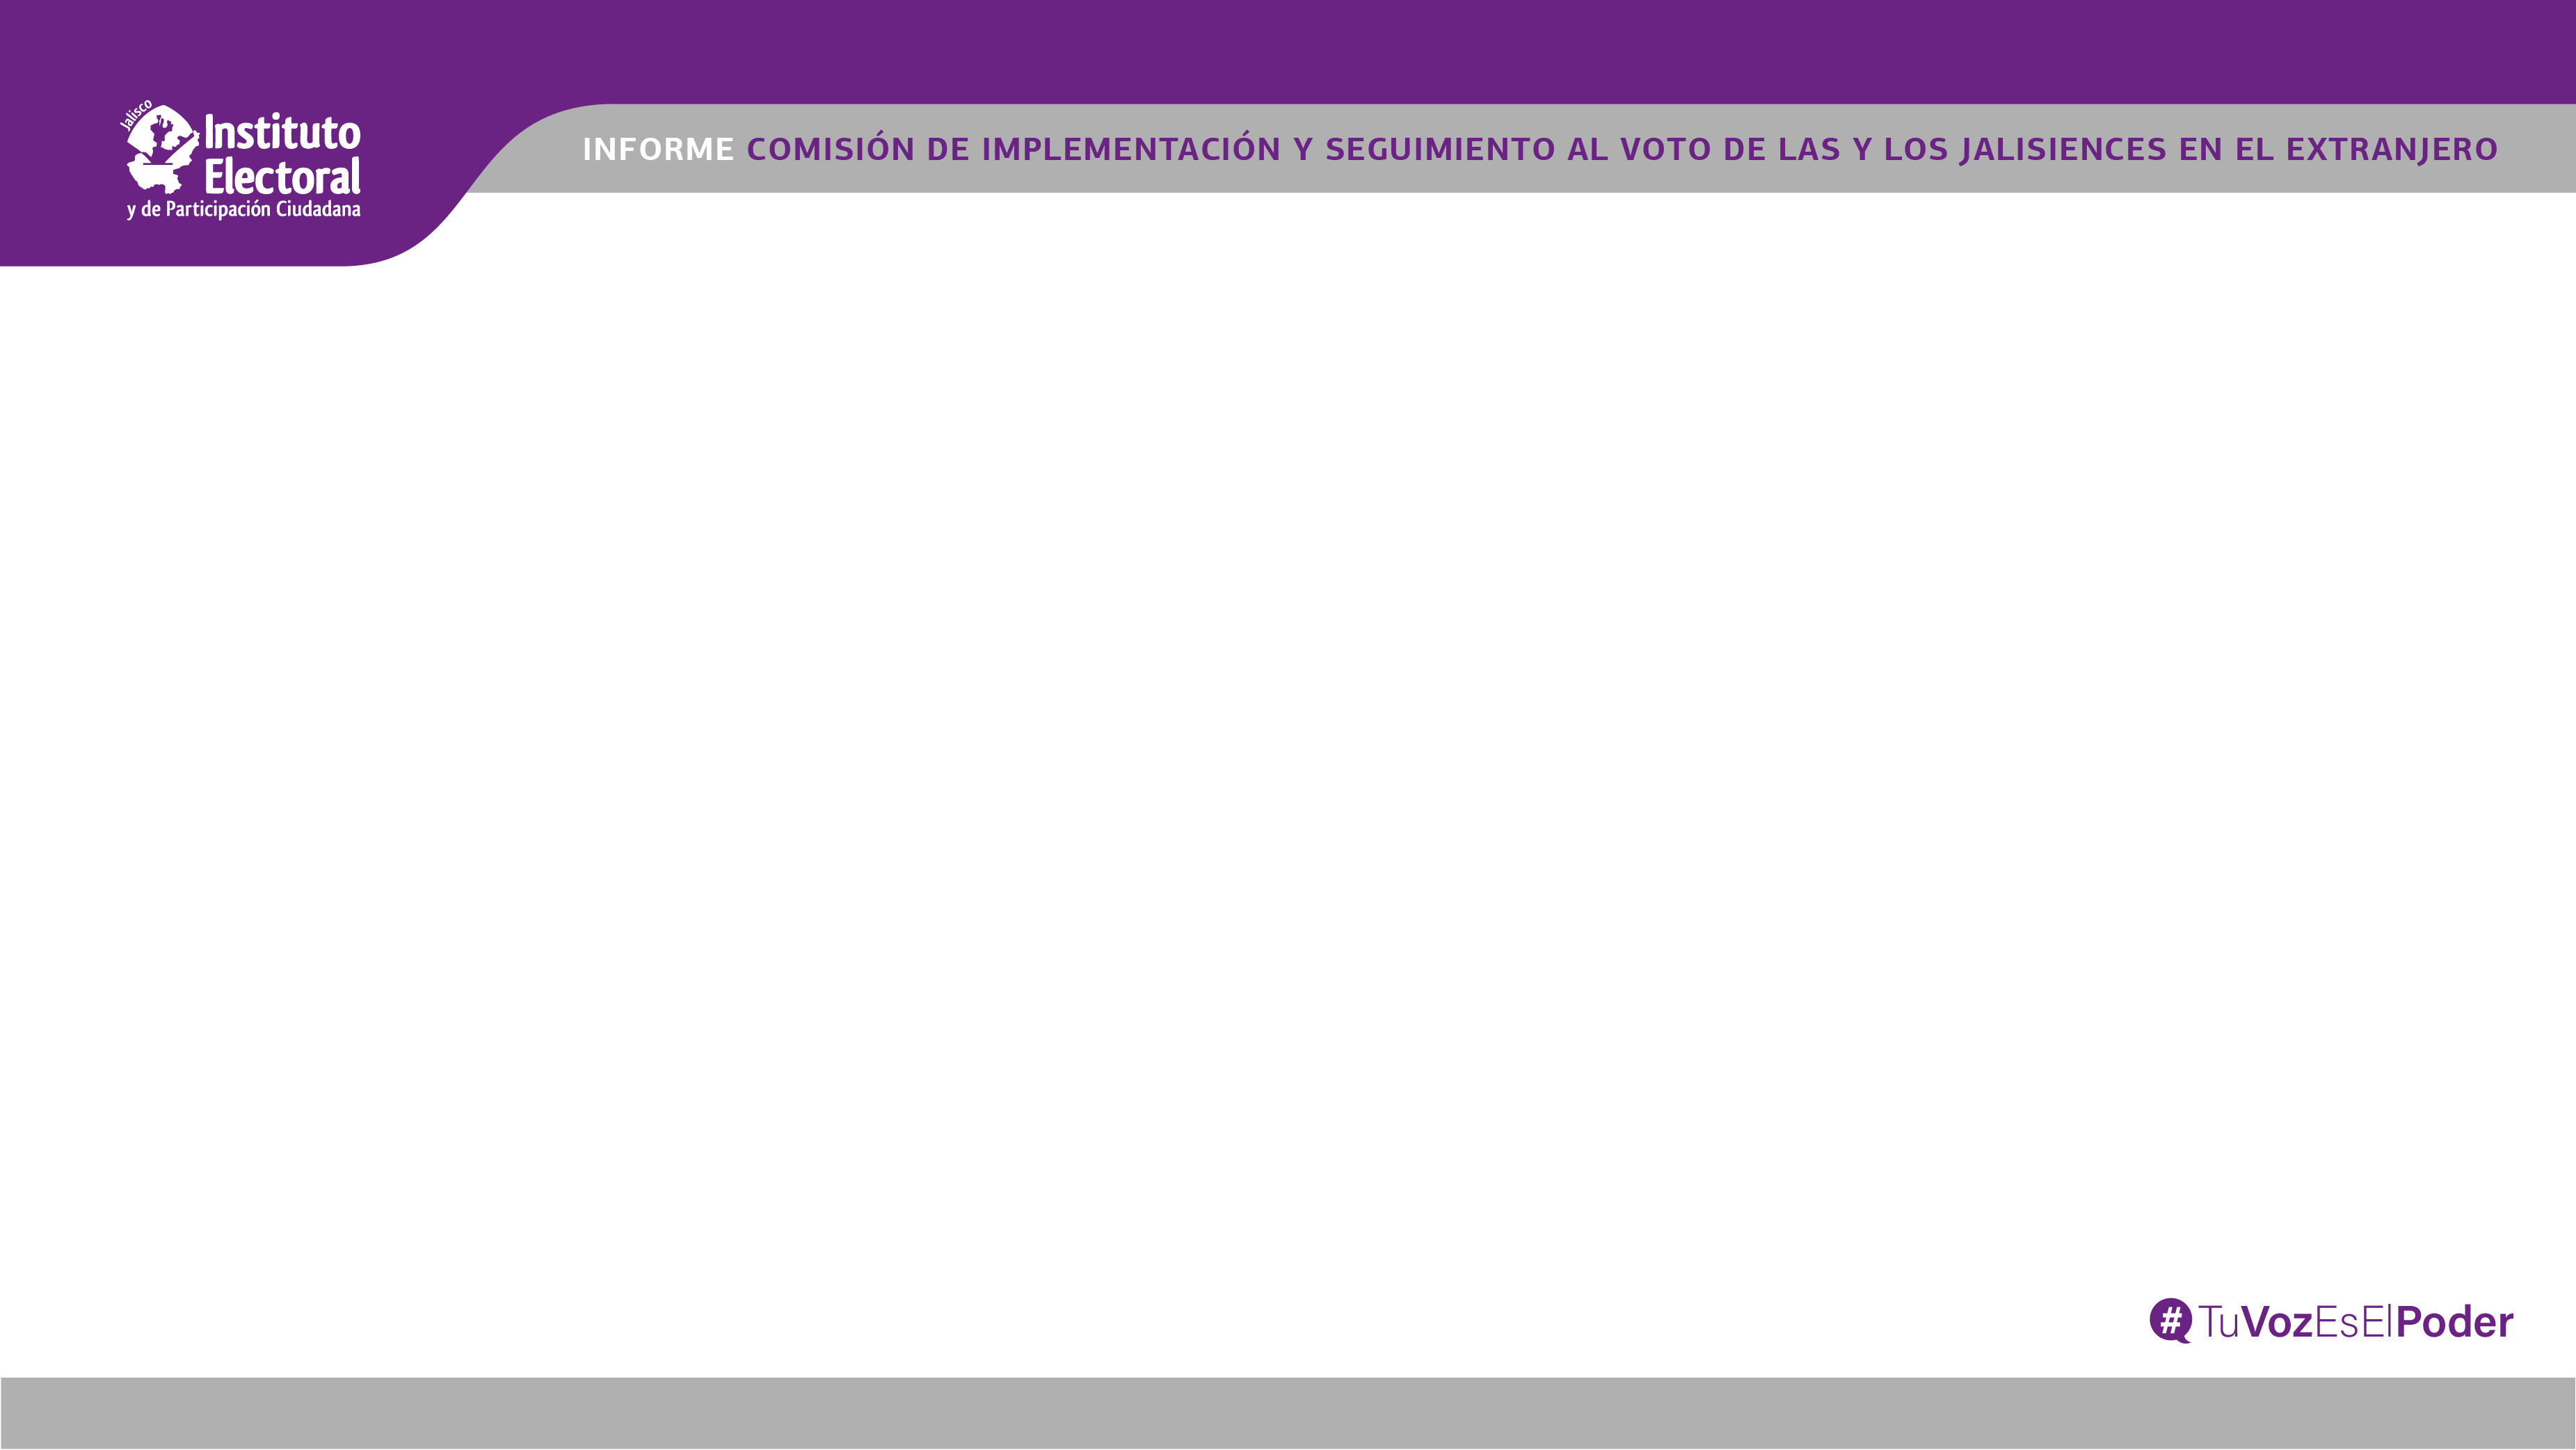 Jalisco
Instituto
Electoral
y de Participación Ciudadana
INFORME COMISIÓN DE IMPLEMENTACIÓN Y SEGUIMIENTO AL VOTO DE LAS Y LOS JALISIENCES EN EL EXTRANJERO
#TuVozEsElPoder